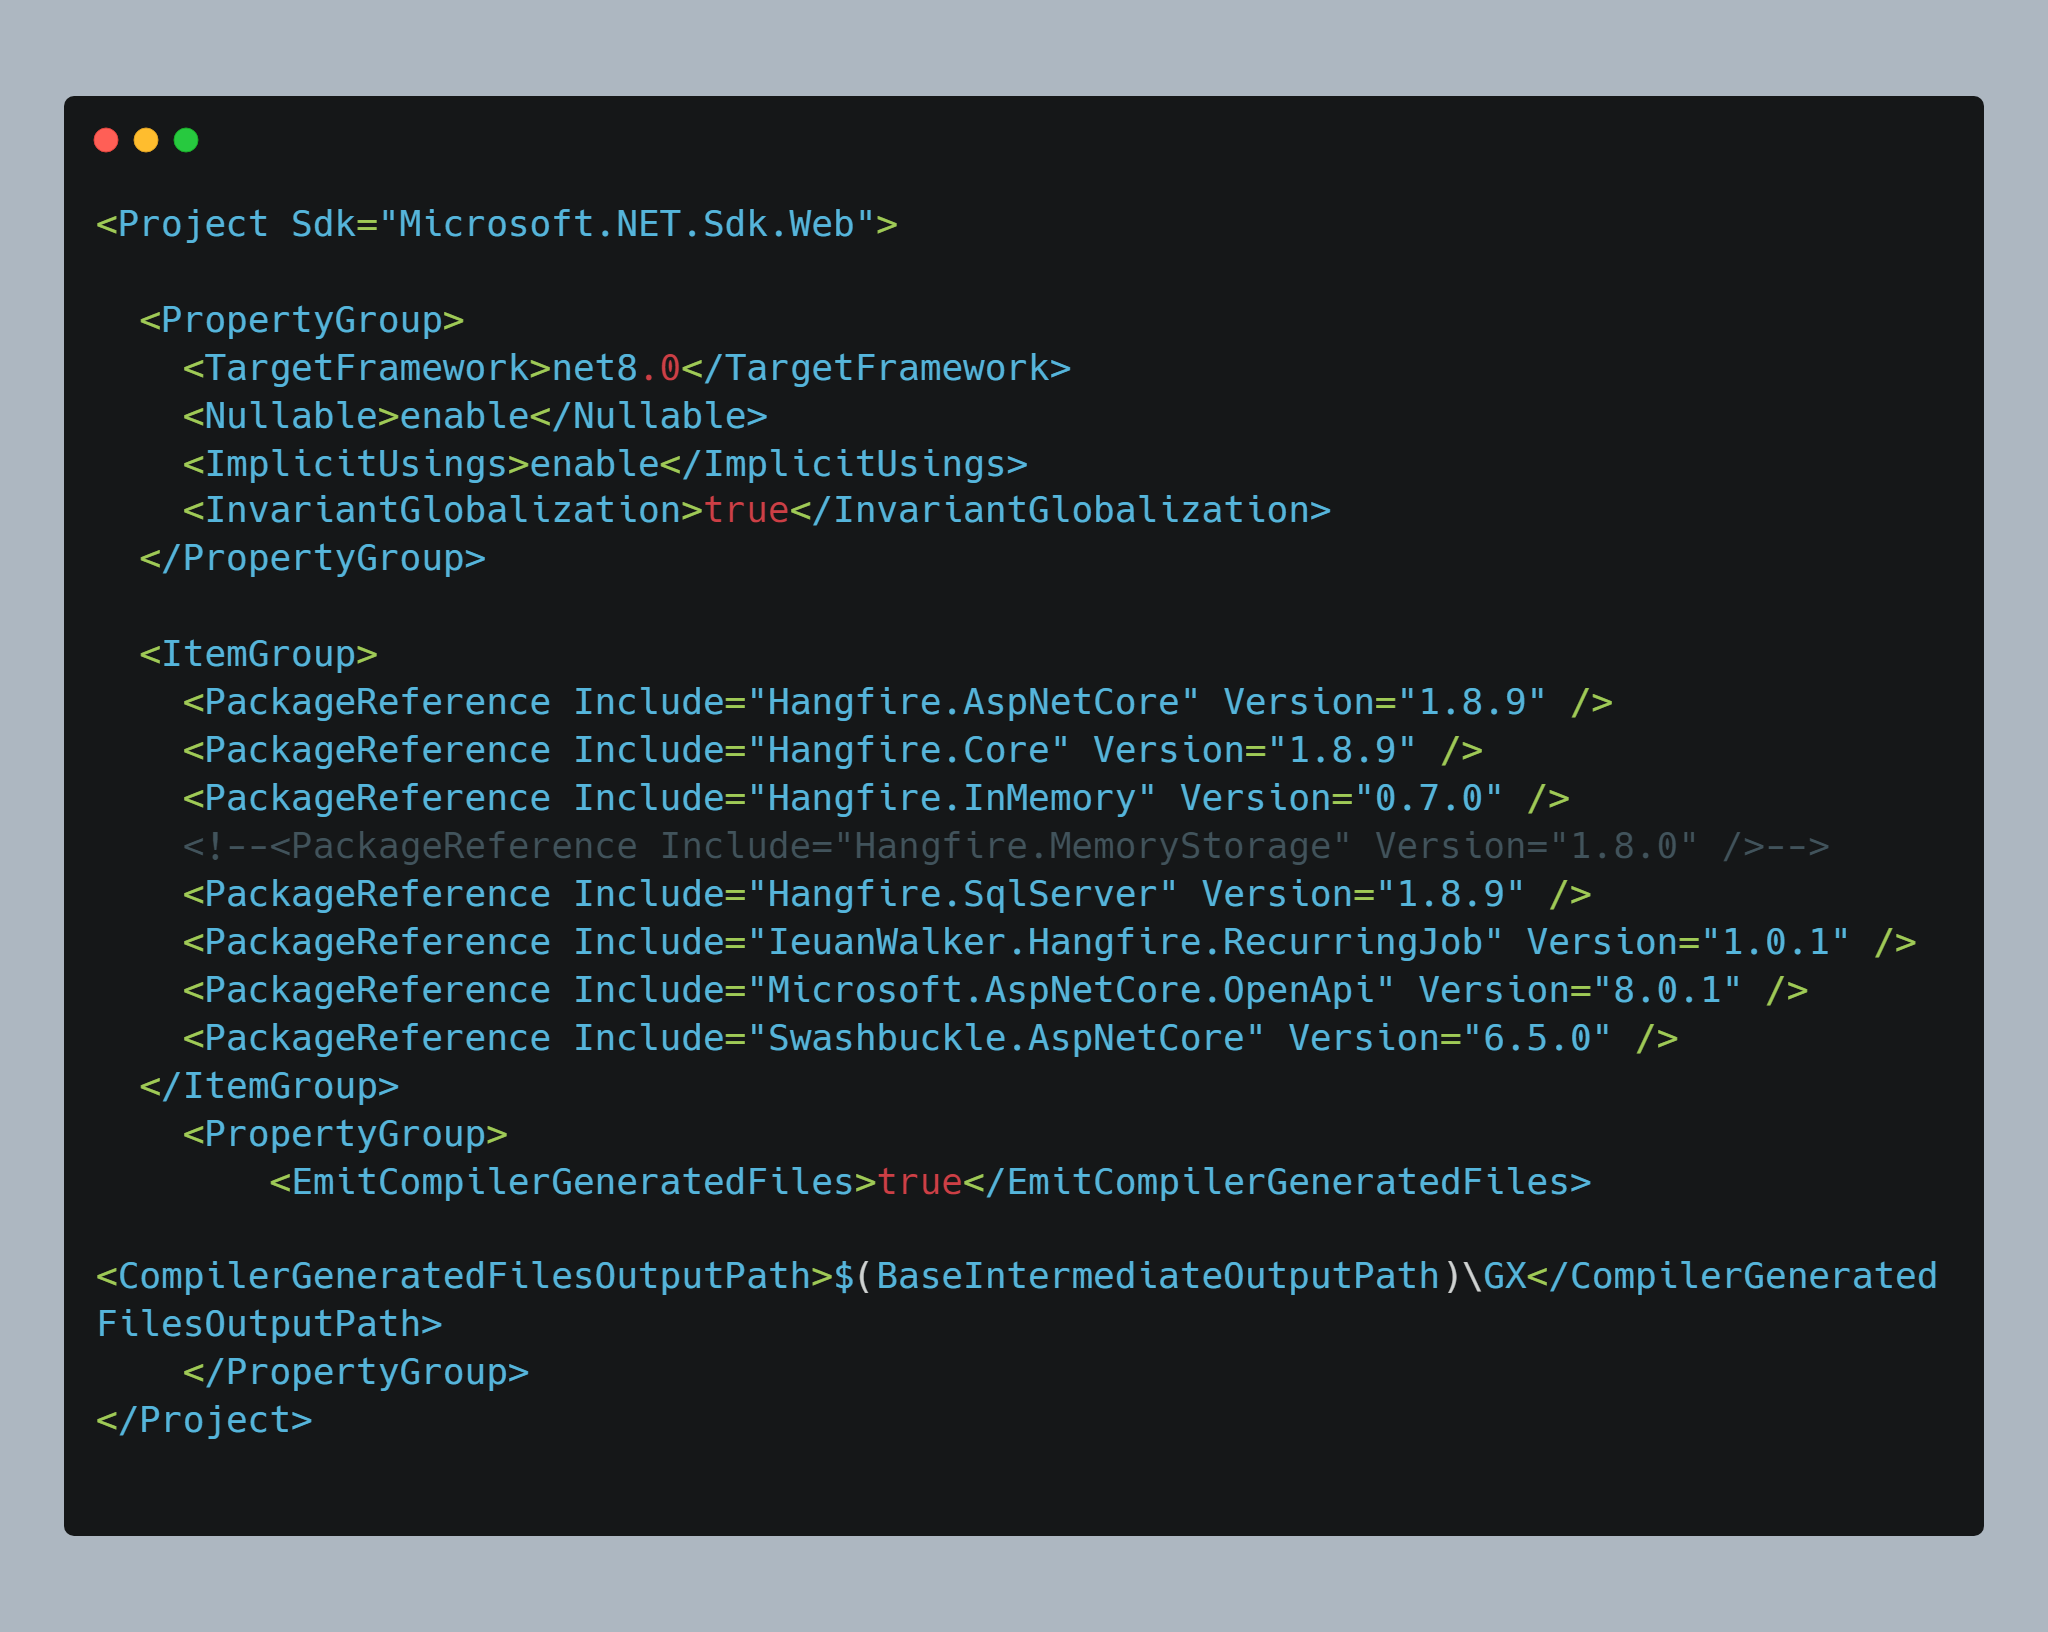 <Project Sdk="Microsoft.NET.Sdk.Web">

  <PropertyGroup>
    <TargetFramework>net8.0</TargetFramework>
    <Nullable>enable</Nullable>
    <ImplicitUsings>enable</ImplicitUsings>
    <InvariantGlobalization>true</InvariantGlobalization>
  </PropertyGroup>

  <ItemGroup>
    <PackageReference Include="Hangfire.AspNetCore" Version="1.8.9" />
    <PackageReference Include="Hangfire.Core" Version="1.8.9" />
    <PackageReference Include="Hangfire.InMemory" Version="0.7.0" />
    <!--<PackageReference Include="Hangfire.MemoryStorage" Version="1.8.0" />-->
    <PackageReference Include="Hangfire.SqlServer" Version="1.8.9" />
    <PackageReference Include="IeuanWalker.Hangfire.RecurringJob" Version="1.0.1" />
    <PackageReference Include="Microsoft.AspNetCore.OpenApi" Version="8.0.1" />
    <PackageReference Include="Swashbuckle.AspNetCore" Version="6.5.0" />
  </ItemGroup>
    <PropertyGroup>
        <EmitCompilerGeneratedFiles>true</EmitCompilerGeneratedFiles>

<CompilerGeneratedFilesOutputPath>$(BaseIntermediateOutputPath)\GX</CompilerGenerated
FilesOutputPath>
    </PropertyGroup>
</Project>